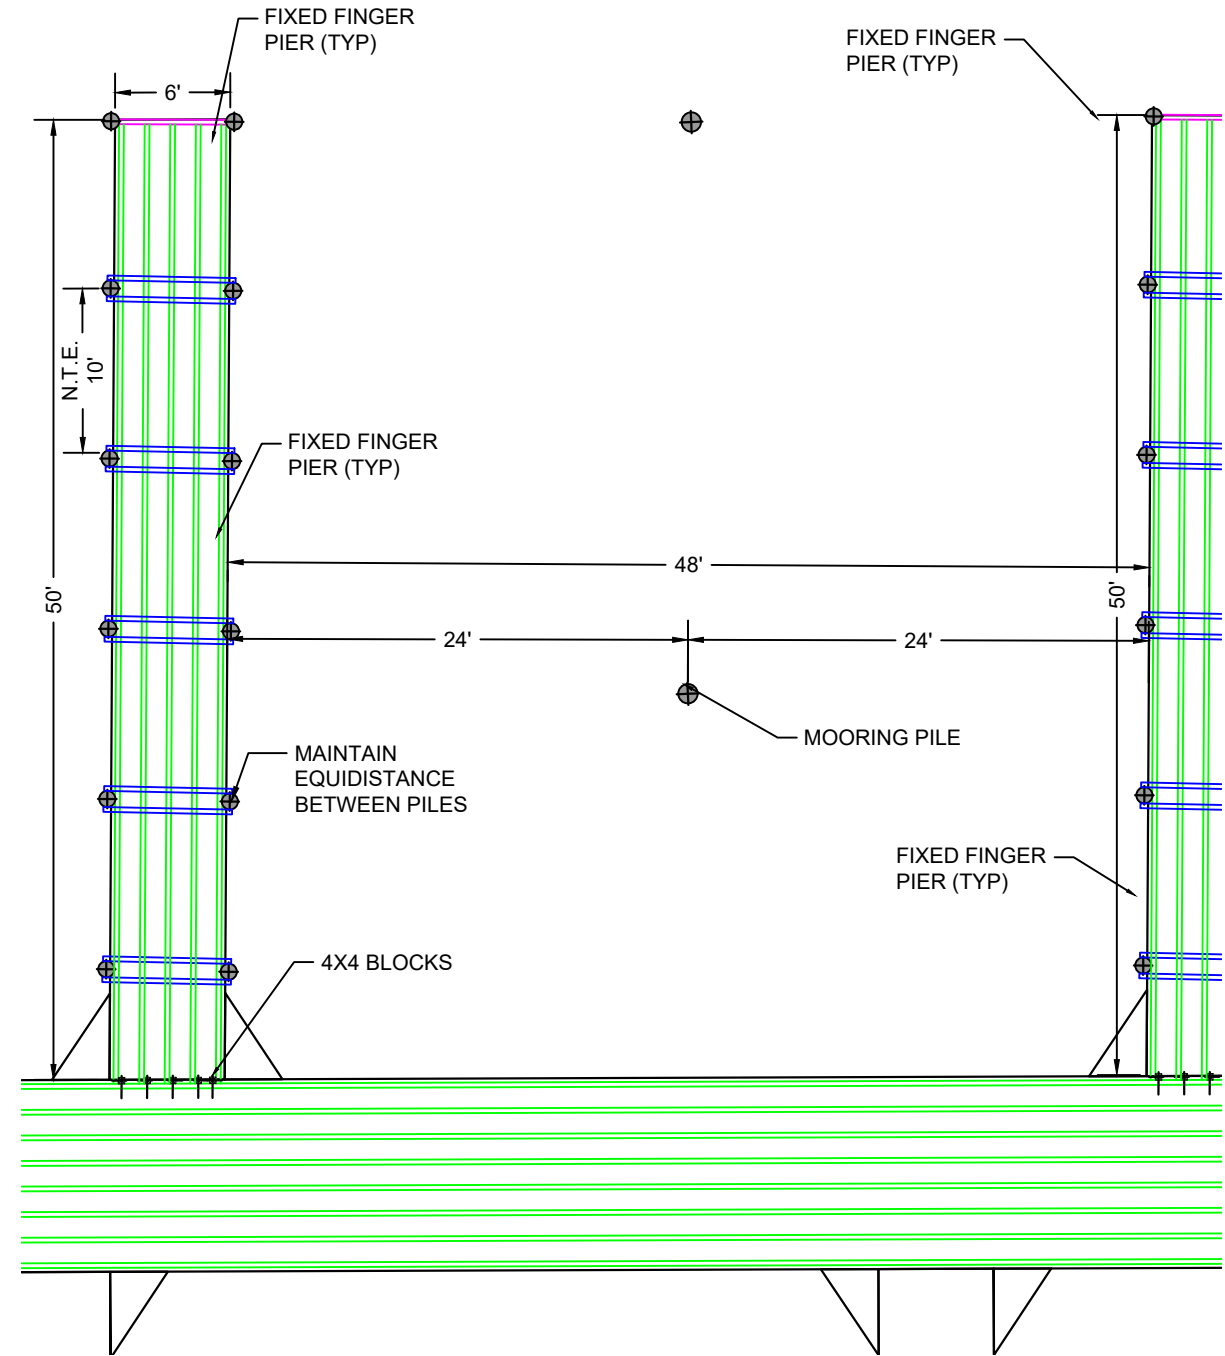 FIXED FINGER
PIER (TYP)
FIXED FINGER
PIER (TYP)
6'
N.T.E.
10'
FIXED FINGER
PIER (TYP)
48'
50'
50'
24'
24'
MOORING PILE
MAINTAIN
EQUIDISTANCE
BETWEEN PILES
FIXED FINGER
PIER (TYP)
4X4 BLOCKS